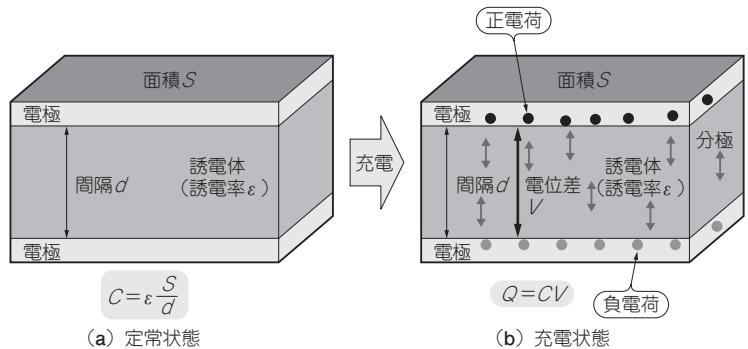 面積S
電極
間隔d
誘電体
（誘電率ε）
電極
C＝ε S/d
（a）定常状態
充電
正電荷
面積S
電極
分極
間隔d
電位差
V
誘電体
（誘電率ε）
電極
Q＝CV
負電荷
（b）充電状態